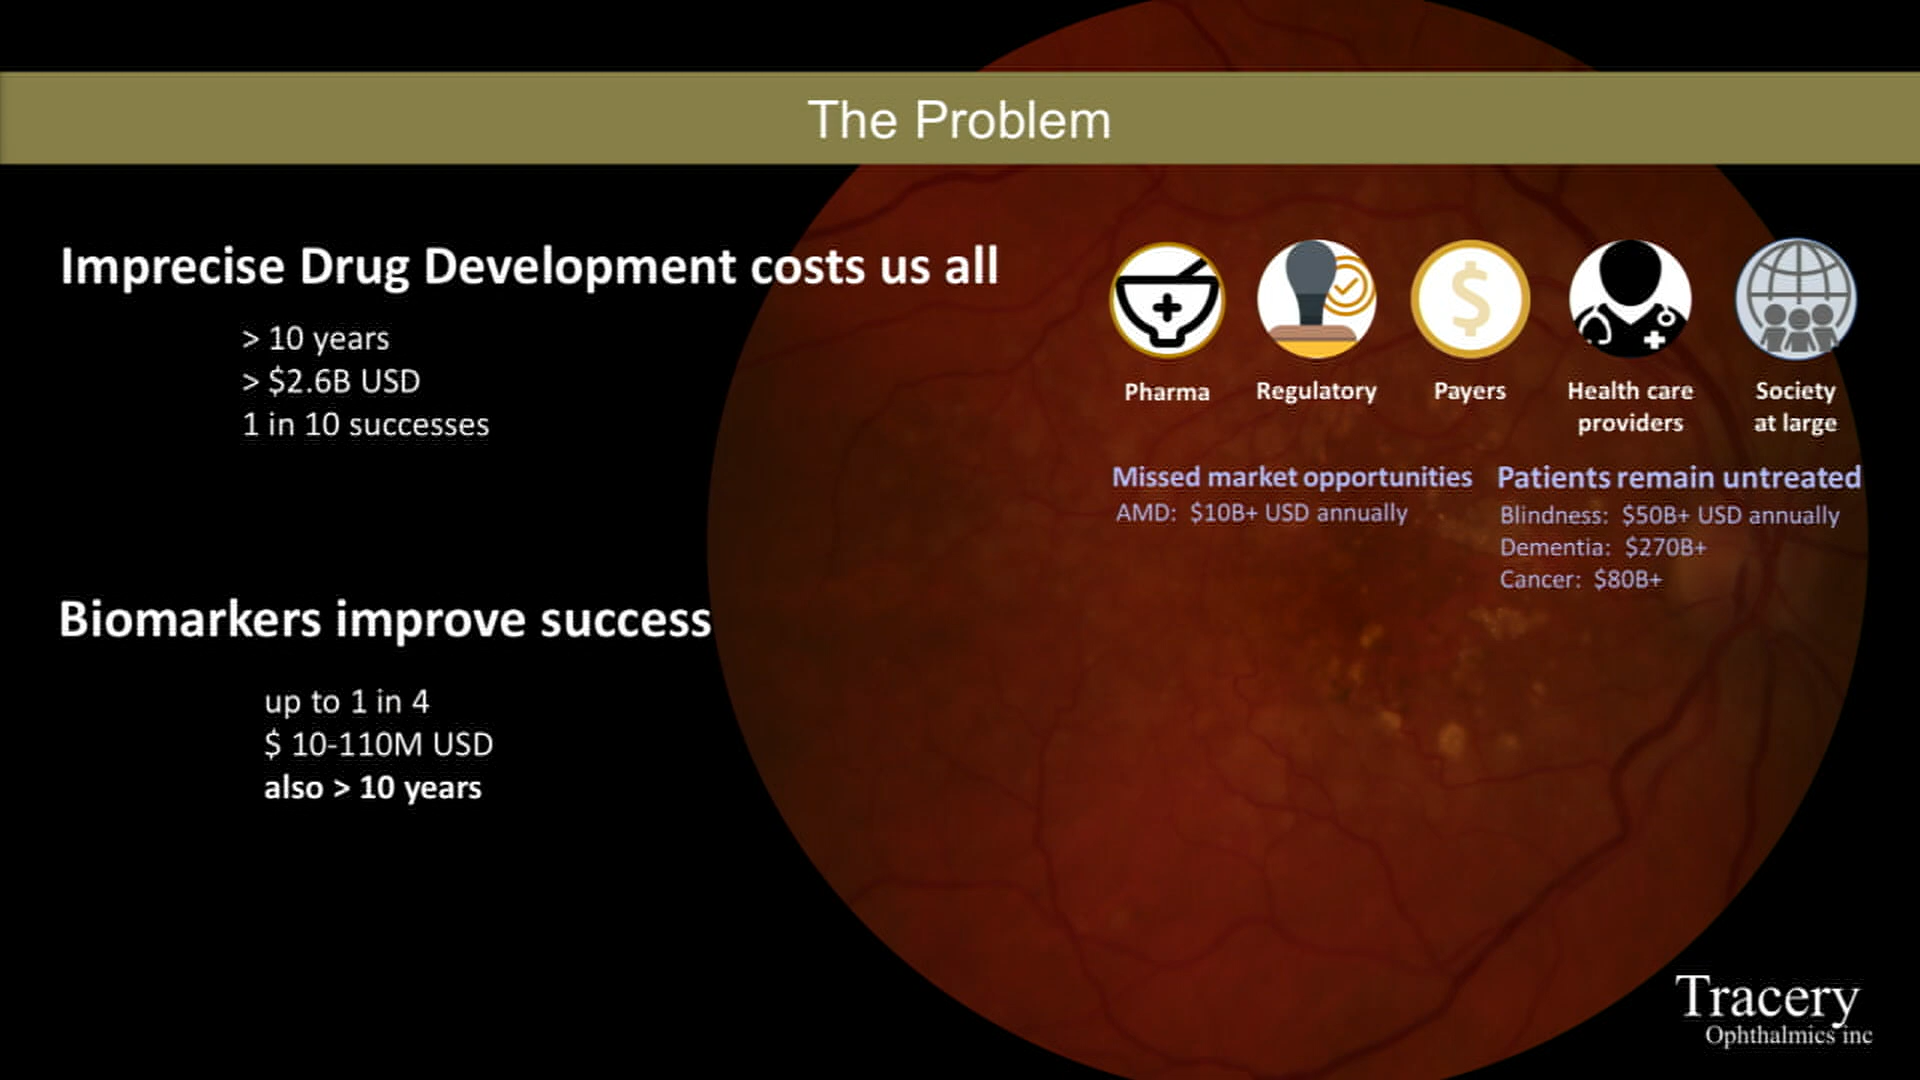 The Problem
Imprecise Drug Development costs us all
> 10 years
> $2.6B USD
1 in 10 successes
Biomarkers improve success
up to 1 in 4
$ 10-110M USD
also > 10 years
Pharma
Regulatory
Payers
Health care
providers
Society
at large
Missed market opportunities
AMD: $10B+ USD annually
Patients remain untreated
Blindness: $50B+ USD annually
Dementia: $270B+
Cancer: $80B+
Tracery
Ophthalmics inc